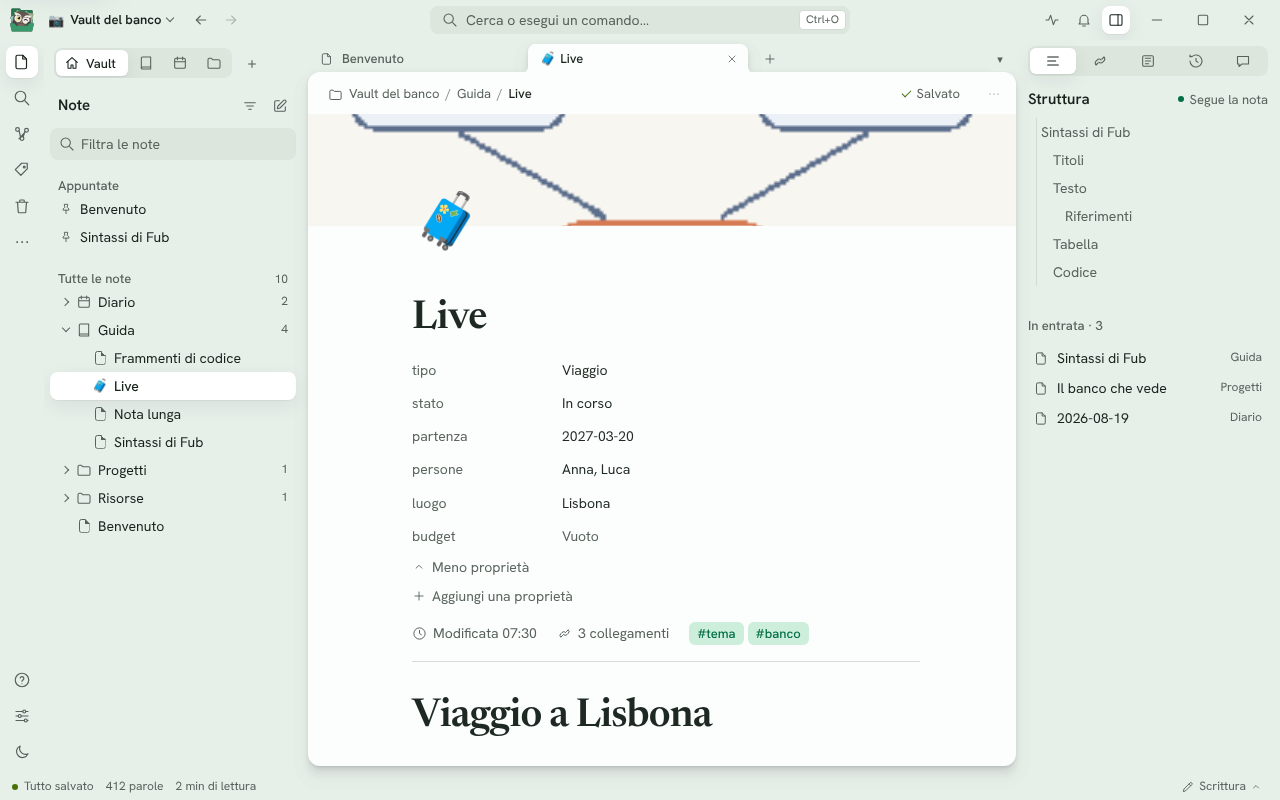 Vault del banco
Cerca o esegui un comando…
Ctrl+O
Vault
Note
Filtra le note
Appuntate
Benvenuto
Sintassi di Fub
Tutte le note 10
Diario 2
Guida 4
Frammenti di codice
Live
Nota lunga
Sintassi di Fub
Progetti 1
Risorse 1
Benvenuto
Benvenuto
Live
Vault del banco / Guida / Live
Salvato
Live
tipo Viaggio
stato In corso
partenza 2027-03-20
persone Anna, Luca
luogo Lisbona
budget Vuoto
Meno proprietà
Aggiungi una proprietà
Modificata 07:30 3 collegamenti #tema #banco
Viaggio a Lisbona
Struttura
Segue la nota
Sintassi di Fub
Titoli
Testo
Riferimenti
Tabella
Codice
In entrata · 3
Sintassi di Fub Guida
Il banco che vede Progetti
2026-08-19 Diario
Tutto salvato 412 parole 2 min di lettura
Scrittura